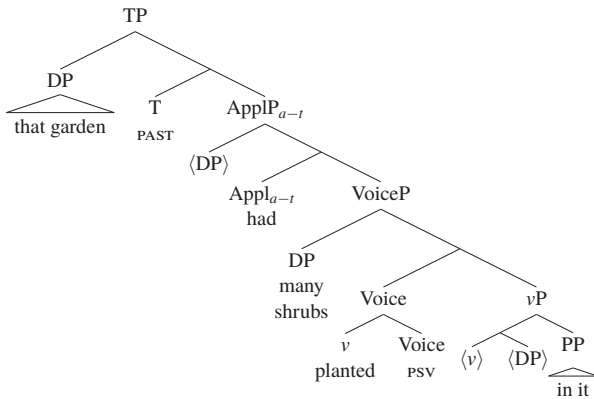 TP
DP
that garden
T
PAST
ApplP_{a−t}
⟨DP⟩
Appl_{a−t}
had
VoiceP
DP
many
shrubs
Voice
vP
v
planted
Voice
PSV
⟨v⟩
⟨DP⟩
PP
in it